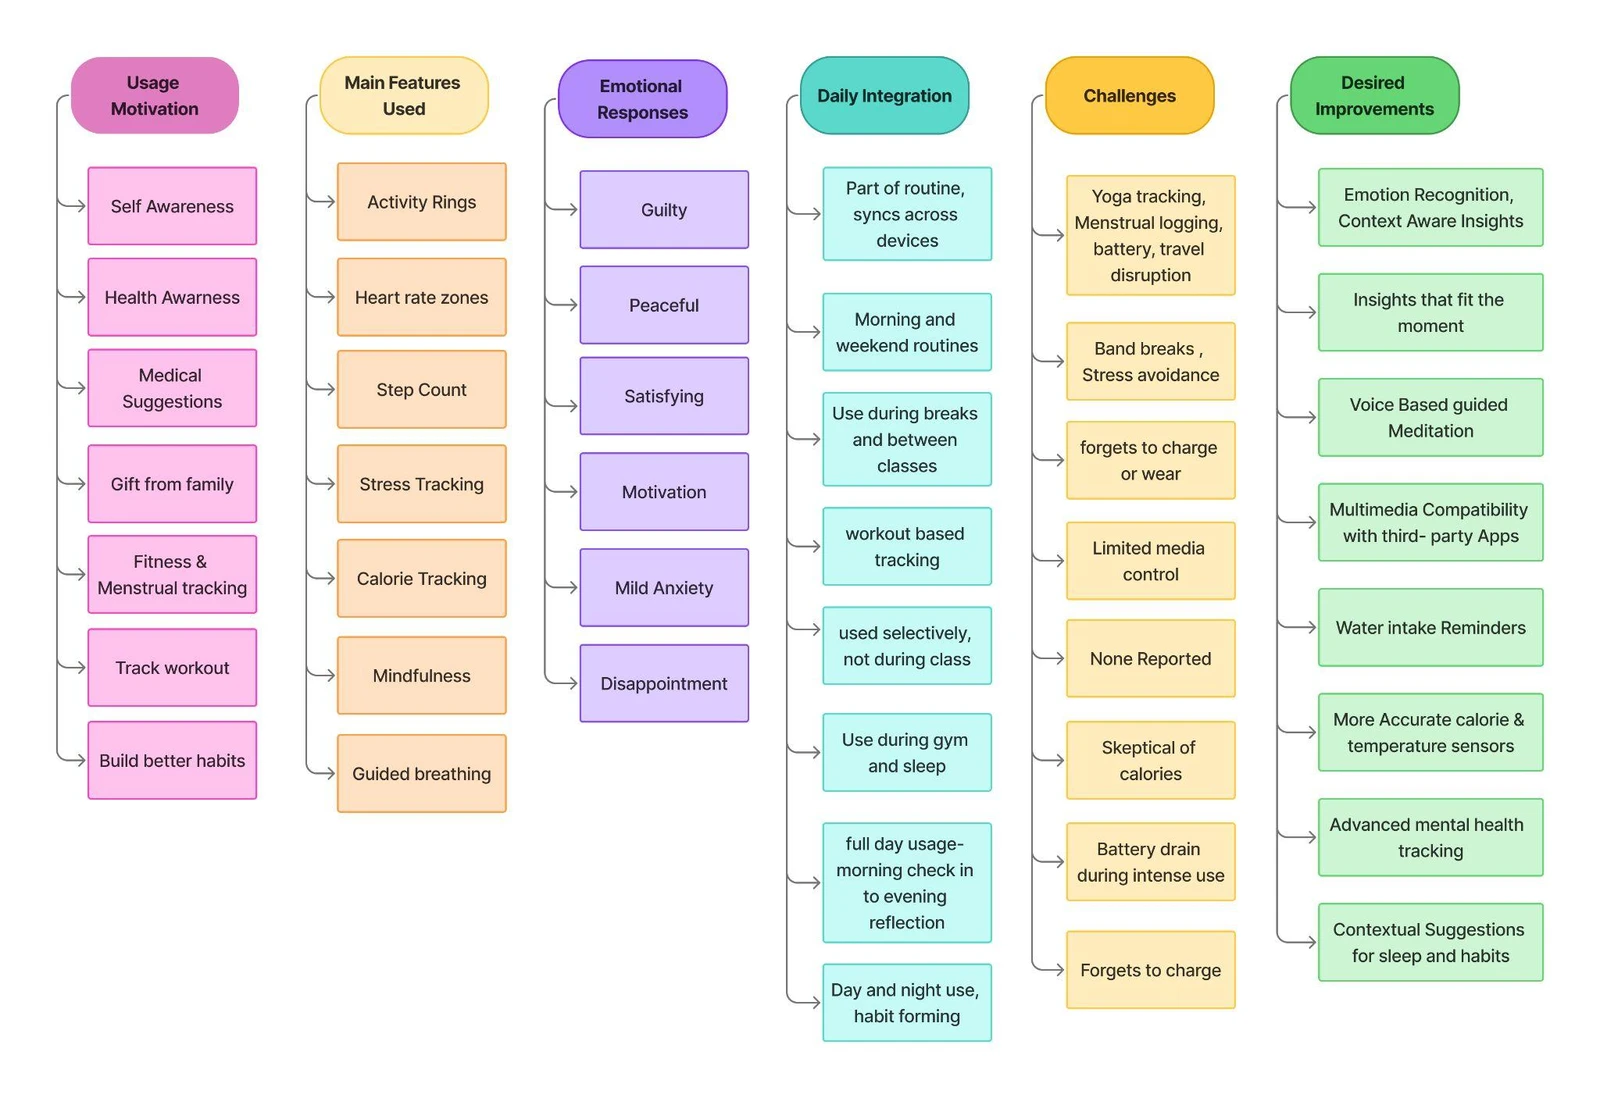 Usage
Motivation
Self Awareness
Health Awarness
Medical
Suggestions
Gift from family
Fitness &
Menstrual tracking
Track workout
Build better habits
Main Features
Used
Activity Rings
Heart rate zones
Step Count
Stress Tracking
Calorie Tracking
Mindfulness
Guided breathing
Emotional
Responses
Guilty
Peaceful
Satisfying
Motivation
Mild Anxiety
Disappointment
Daily Integration
Part of routine,
syncs across
devices
Morning and
weekend routines
Use during breaks
and between
classes
workout based
tracking
used selectively,
not during class
Use during gym
and sleep
full day usage-
morning check in
to evening
reflection
Day and night use,
habit forming
Challenges
Yoga tracking,
Menstrual logging,
battery, travel
disruption
Band breaks ,
Stress avoidance
forgets to charge
or wear
Limited media
control
None Reported
Skeptical of
calories
Battery drain
during intense use
Forgets to charge
Desired
Improvements
Emotion Recognition,
Context Aware Insights
Insights that fit the
moment
Voice Based guided
Meditation
Multimedia Compatibility
with third- party Apps
Water intake Reminders
More Accurate calorie &
temperature sensors
Advanced mental health
tracking
Contextual Suggestions
for sleep and habits